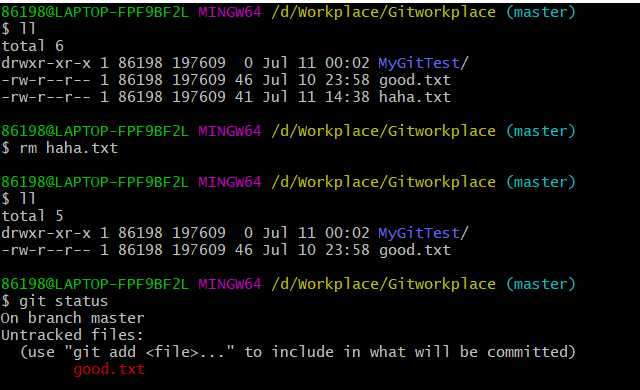 86198@LAPTOP-FPF9BF2L MINGW64 /d/Workplace/Gitworkplace (master)
$ ll
total 6
drwxr-xr-x 1 86198 197609  0 Jul 11 00:02 MyGitTest/
-rw-r--r-- 1 86198 197609 46 Jul 10 23:58 good.txt
-rw-r--r-- 1 86198 197609 41 Jul 11 14:38 haha.txt
86198@LAPTOP-FPF9BF2L MINGW64 /d/Workplace/Gitworkplace (master)
$ rm haha.txt
86198@LAPTOP-FPF9BF2L MINGW64 /d/Workplace/Gitworkplace (master)
$ ll
total 5
drwxr-xr-x 1 86198 197609  0 Jul 11 00:02 MyGitTest/
-rw-r--r-- 1 86198 197609 46 Jul 10 23:58 good.txt
86198@LAPTOP-FPF9BF2L MINGW64 /d/Workplace/Gitworkplace (master)
$ git status
On branch master
Untracked files:
  (use "git add <file>..." to include in what will be committed)
        good.txt